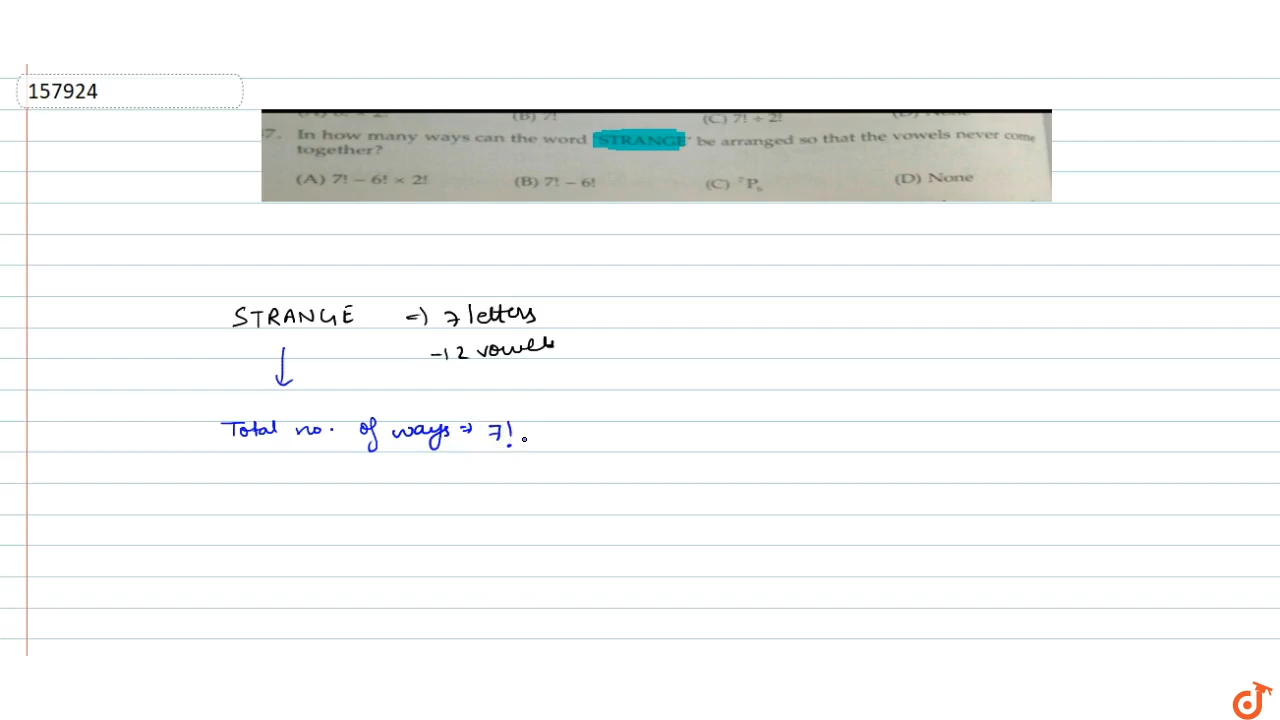 157924
(B) 7!
(C) 7! ÷ 2!
7. In how many ways can the word 'STRANGE' be arranged so that the vowels never come
together?
(A) 7! – 6! × 2!
(B) 7! – 6!
(C) ⁷P₆
(D) None
STRANGE => 7 letters
→ 2 vowels
Total no. of ways => 7!